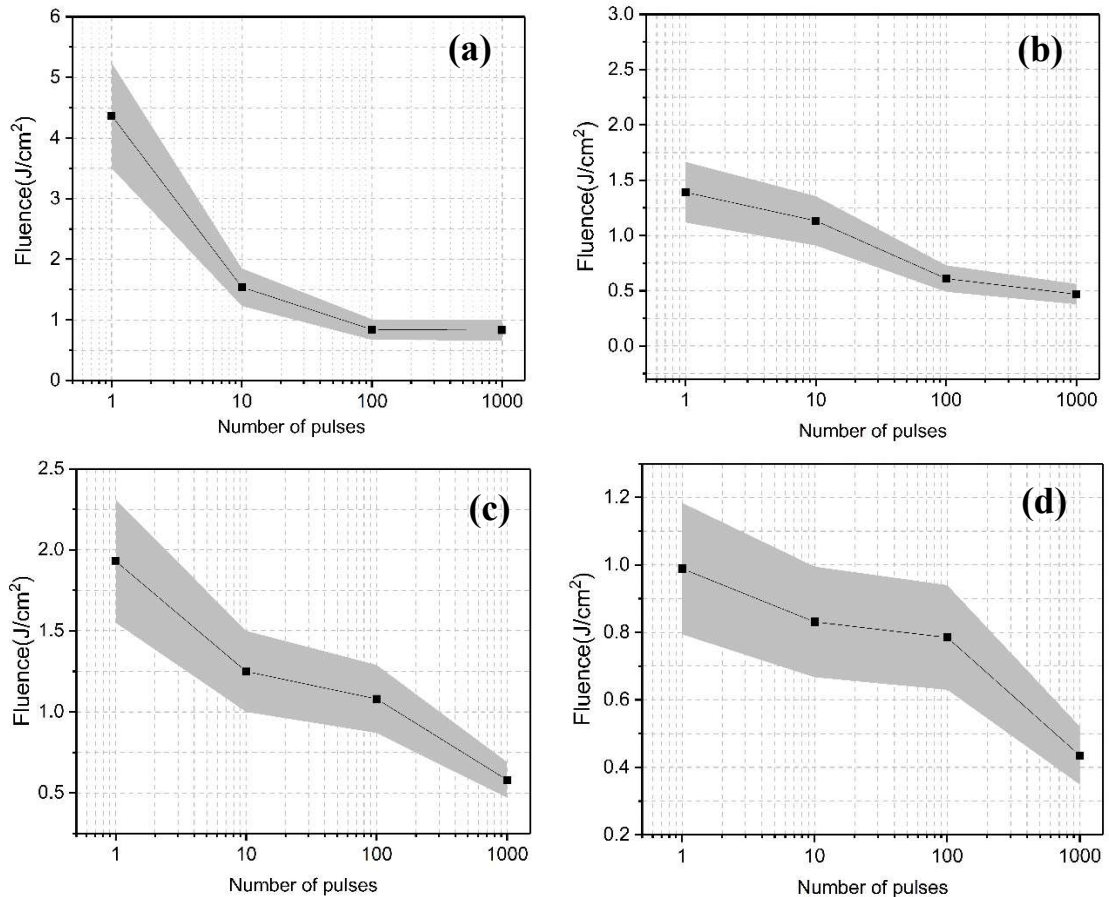 (a)
6
5
4
3
2
1
0
Fluence(J/cm²)
1 10 100 1000
Number of pulses
(b)
3.0
2.5
2.0
1.5
1.0
0.5
0.0
Fluence(J/cm²)
1 10 100 1000
Number of pulses
(c)
2.5
2.0
1.5
1.0
0.5
Fluence(J/cm²)
1 10 100 1000
Number of pulses
(d)
1.2
1.0
0.8
0.6
0.4
0.2
Fluence(J/cm²)
1 10 100 1000
Number of pulses